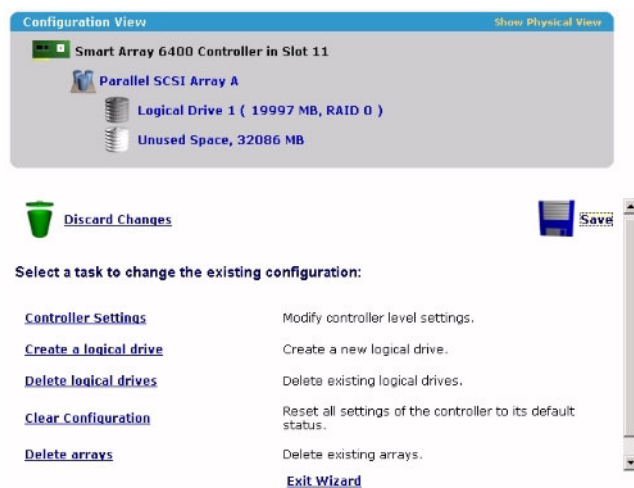 Configuration View
Show Physical View
Smart Array 6400 Controller in Slot 11
Parallel SCSI Array A
Logical Drive 1 ( 19997 MB, RAID 0 )
Unused Space, 32086 MB
Discard Changes
Save
Select a task to change the existing configuration:
Controller Settings
Modify controller level settings.
Create a logical drive
Create a new logical drive.
Delete logical drives
Delete existing logical drives.
Clear Configuration
Reset all settings of the controller to its default
status.
Delete arrays
Delete existing arrays.
Exit Wizard